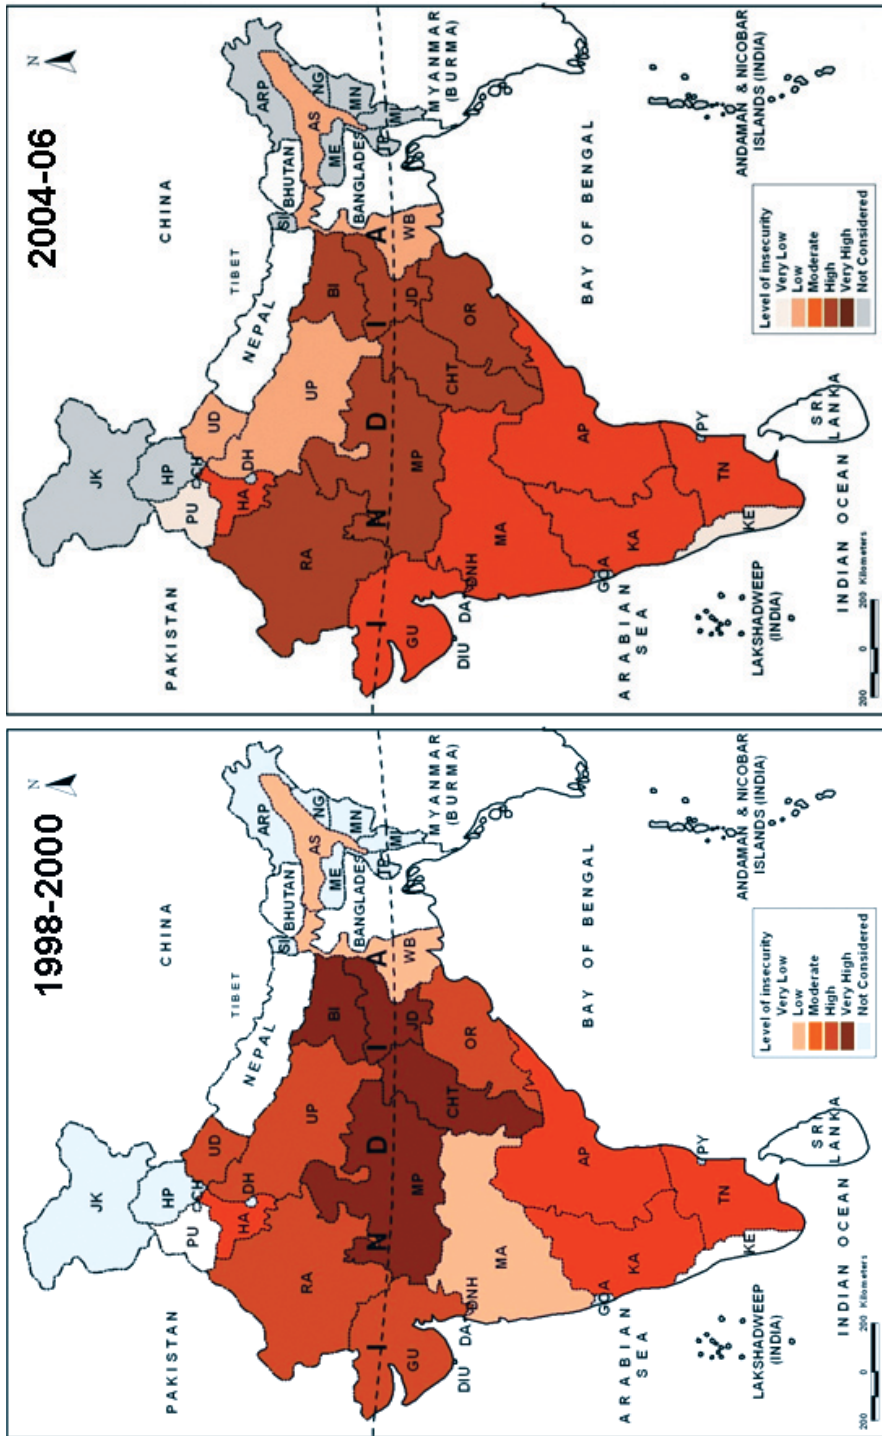 1998-2000
N
CHINA
TIBET
PAKISTAN
NEPAL
BHUTAN
BANGLADES
MYANMAR
(BURMA)
JK
HP
PU
CH
UD
HA
DH
RA
UP
BI
SI
ARP
AS
NG
ME
MN
TP
MI
INDIA
GU
MP
CHT
JD
WB
OR
DIU
DA
DNH
MA
AP
GOA
KA
TN
PY
KE
ARABIAN
SEA
BAY OF BENGAL
LAKSHADWEEP
(INDIA)
ANDAMAN & NICOBAR
ISLANDS (INDIA)
SRI
LANKA
INDIAN OCEAN
200 0 200
Kilometers
Level of insecurity
Very Low
Low
Moderate
High
Very High
Not Considered
2004-06
N
CHINA
TIBET
PAKISTAN
NEPAL
BHUTAN
BANGLADES
MYANMAR
(BURMA)
JK
HP
PU
CH
UD
HA
DH
RA
UP
BI
SI
ARP
AS
NG
ME
MN
TP
MI
INDIA
GU
MP
CHT
JD
WB
OR
DIU
DA
DNH
MA
AP
GOA
KA
TN
PY
KE
ARABIAN
SEA
BAY OF BENGAL
LAKSHADWEEP
(INDIA)
ANDAMAN & NICOBAR
ISLANDS (INDIA)
SRI
LANKA
INDIAN OCEAN
200 0 200
Kilometers
Level of insecurity
Very Low
Low
Moderate
High
Very High
Not Considered